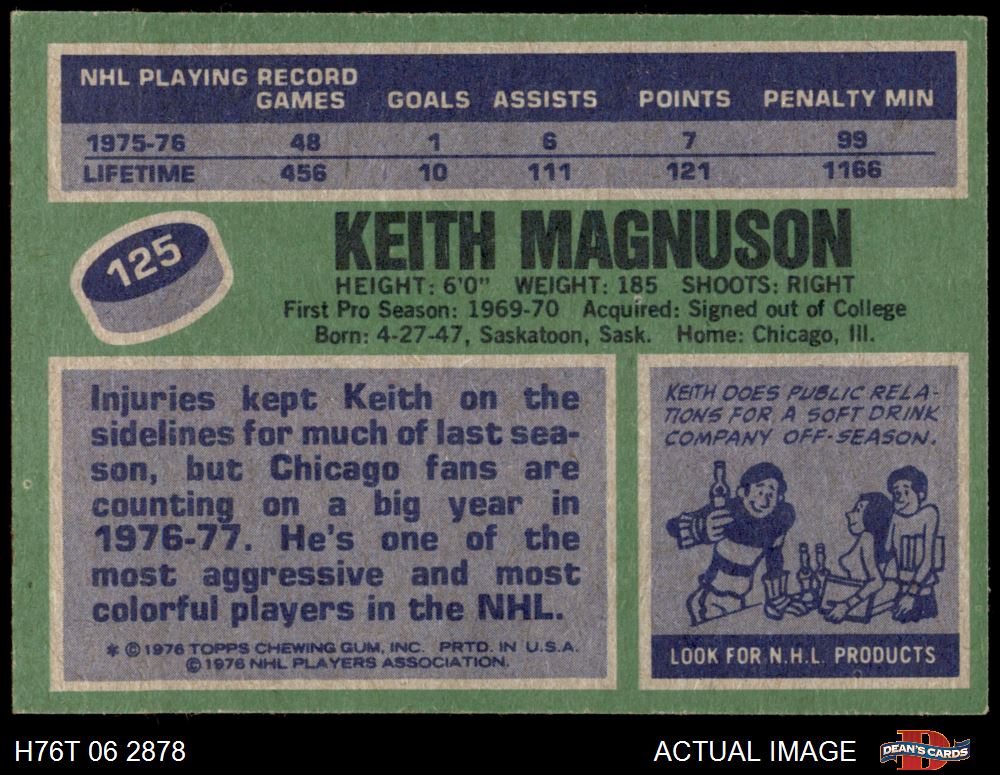 NHL PLAYING RECORD
GAMES GOALS ASSISTS POINTS PENALTY MIN
1975-76 48 1 6 7 99
LIFETIME 456 10 111 121 1166
125
KEITH MAGNUSON
HEIGHT: 6'0" WEIGHT: 185 SHOOTS: RIGHT
First Pro Season: 1969-70 Acquired: Signed out of College
Born: 4-27-47, Saskatoon, Sask. Home: Chicago, Ill.
Injuries kept Keith on the
sidelines for much of last sea-
son, but Chicago fans are
counting on a big year in
1976-77. He's one of the
most aggressive and most
colorful players in the NHL.
* © 1976 TOPPS CHEWING GUM, INC. PRTD. IN U.S.A.
© 1976 NHL PLAYERS ASSOCIATION.
KEITH DOES PUBLIC RELA-
TIONS FOR A SOFT DRINK
COMPANY OFF-SEASON.
LOOK FOR N.H.L. PRODUCTS
H76T 06 2878
ACTUAL IMAGE
D
DEAN'S CARDS